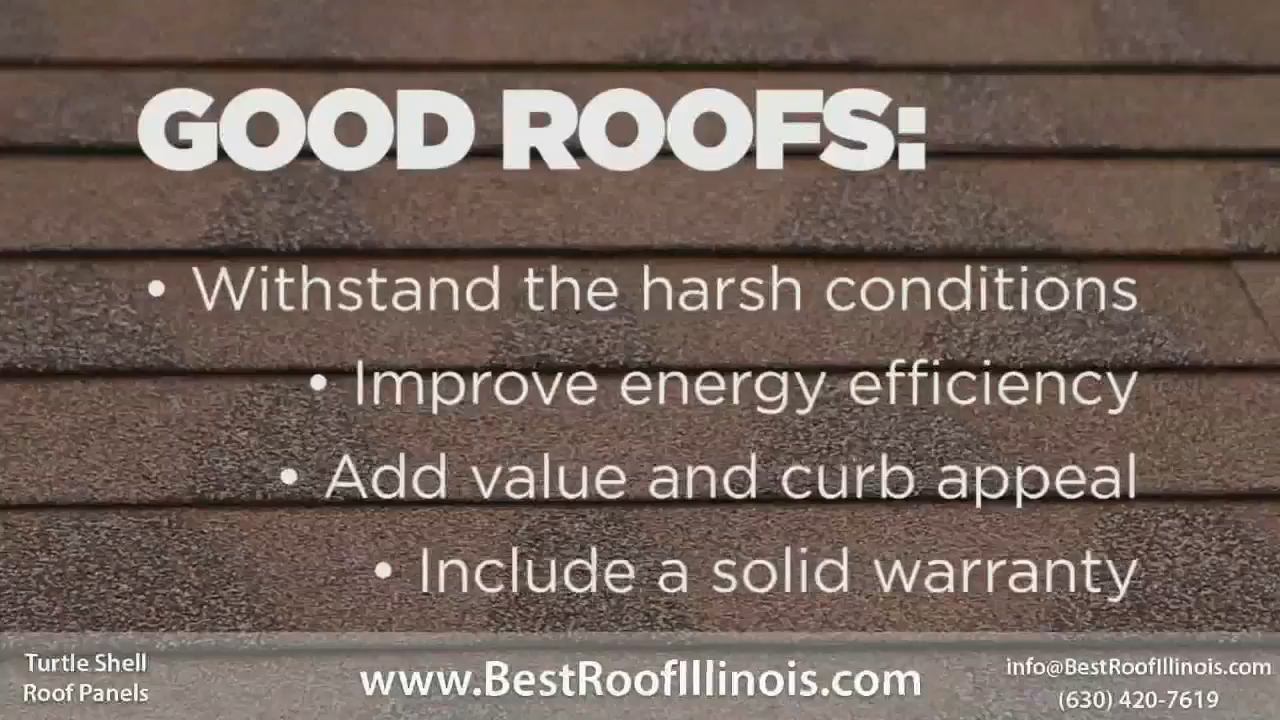 GOOD ROOFS:
• Withstand the harsh conditions
• Improve energy efficiency
• Add value and curb appeal
• Include a solid warranty
Turtle Shell
Roof Panels
www.BestRoofIllinois.com
info@BestRoofIllinois.com
(630) 420-7619